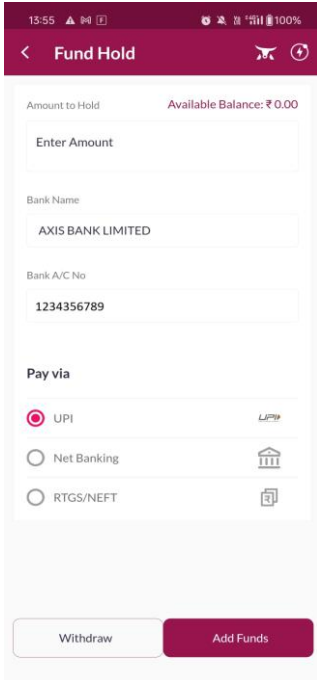 13:55
100%
Fund Hold
Amount to Hold
Available Balance: ₹ 0.00
Enter Amount
Bank Name
AXIS BANK LIMITED
Bank A/C No
1234356789
Pay via
UPI
UPI
Net Banking
RTGS/NEFT
Withdraw
Add Funds